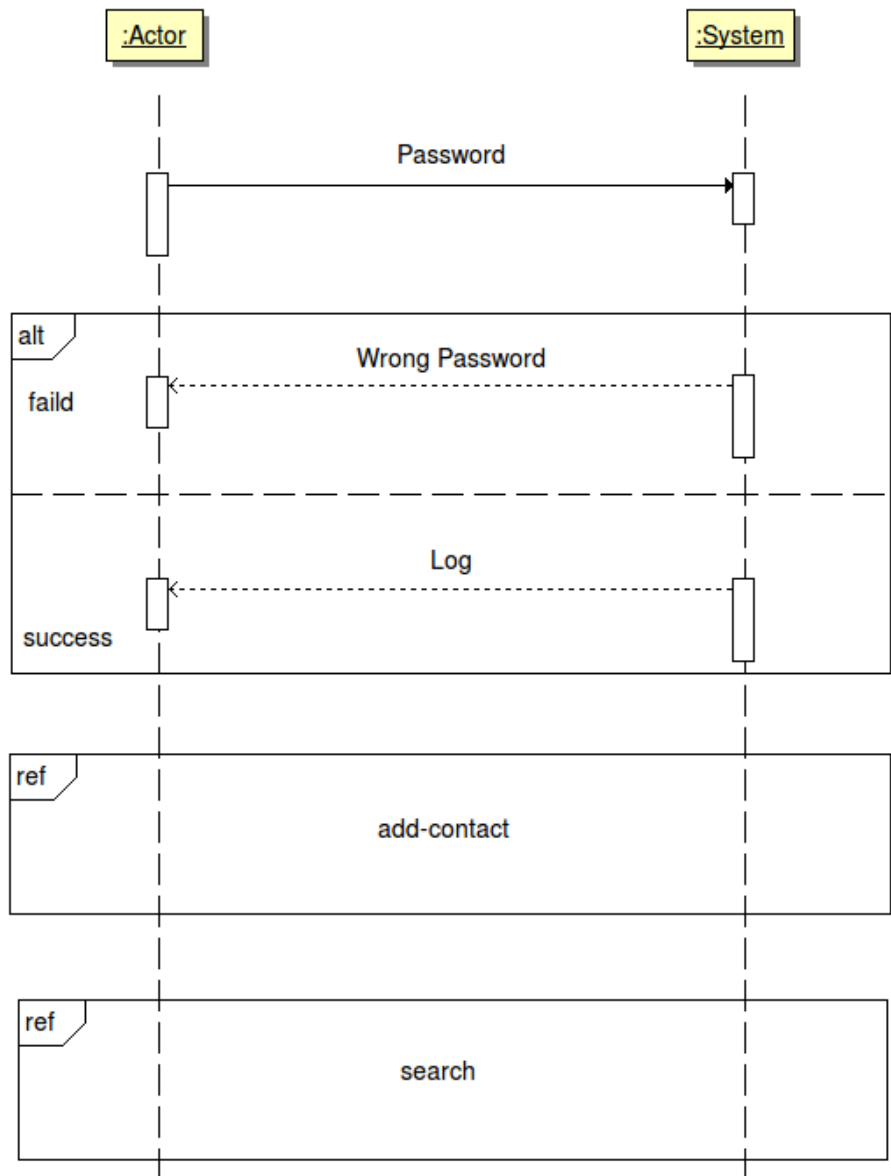 :Actor
:System
Password
alt
Wrong Password
faild
Log
success
ref
add-contact
ref
search